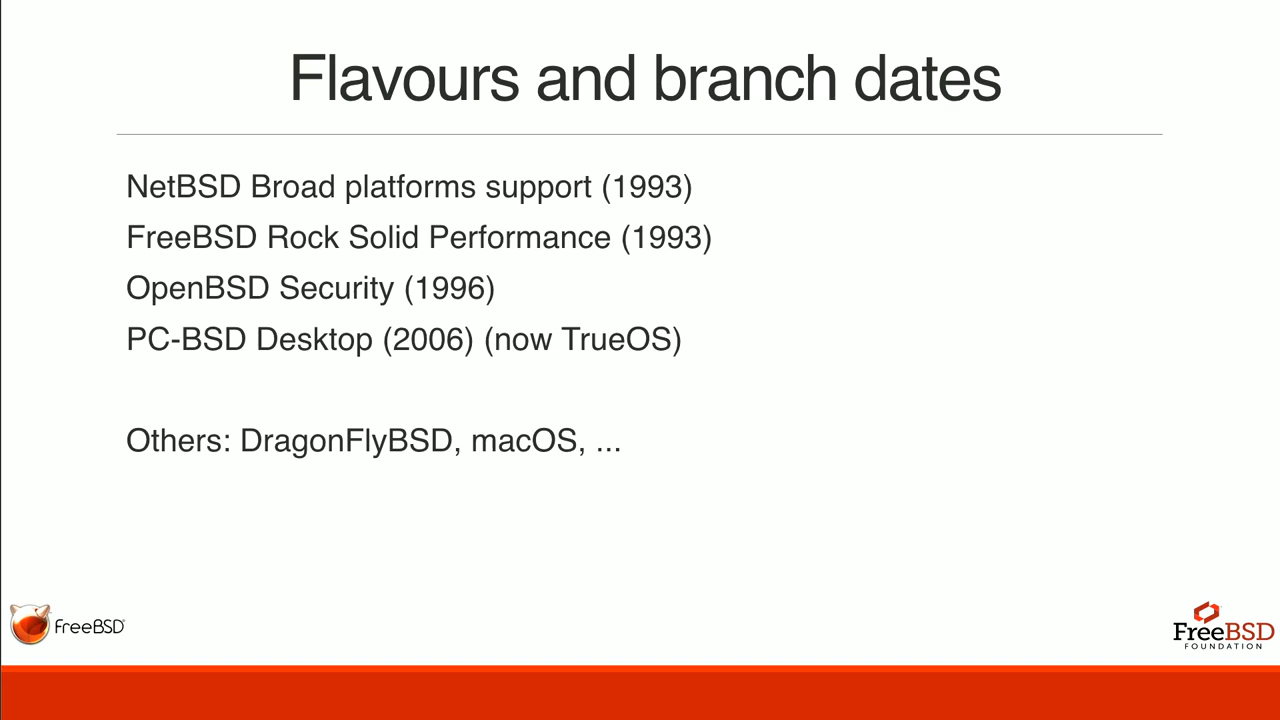 Flavours and branch dates
NetBSD Broad platforms support (1993)
FreeBSD Rock Solid Performance (1993)
OpenBSD Security (1996)
PC-BSD Desktop (2006) (now TrueOS)
Others: DragonFlyBSD, macOS, ...
FreeBSD
FreeBSD
FOUNDATION